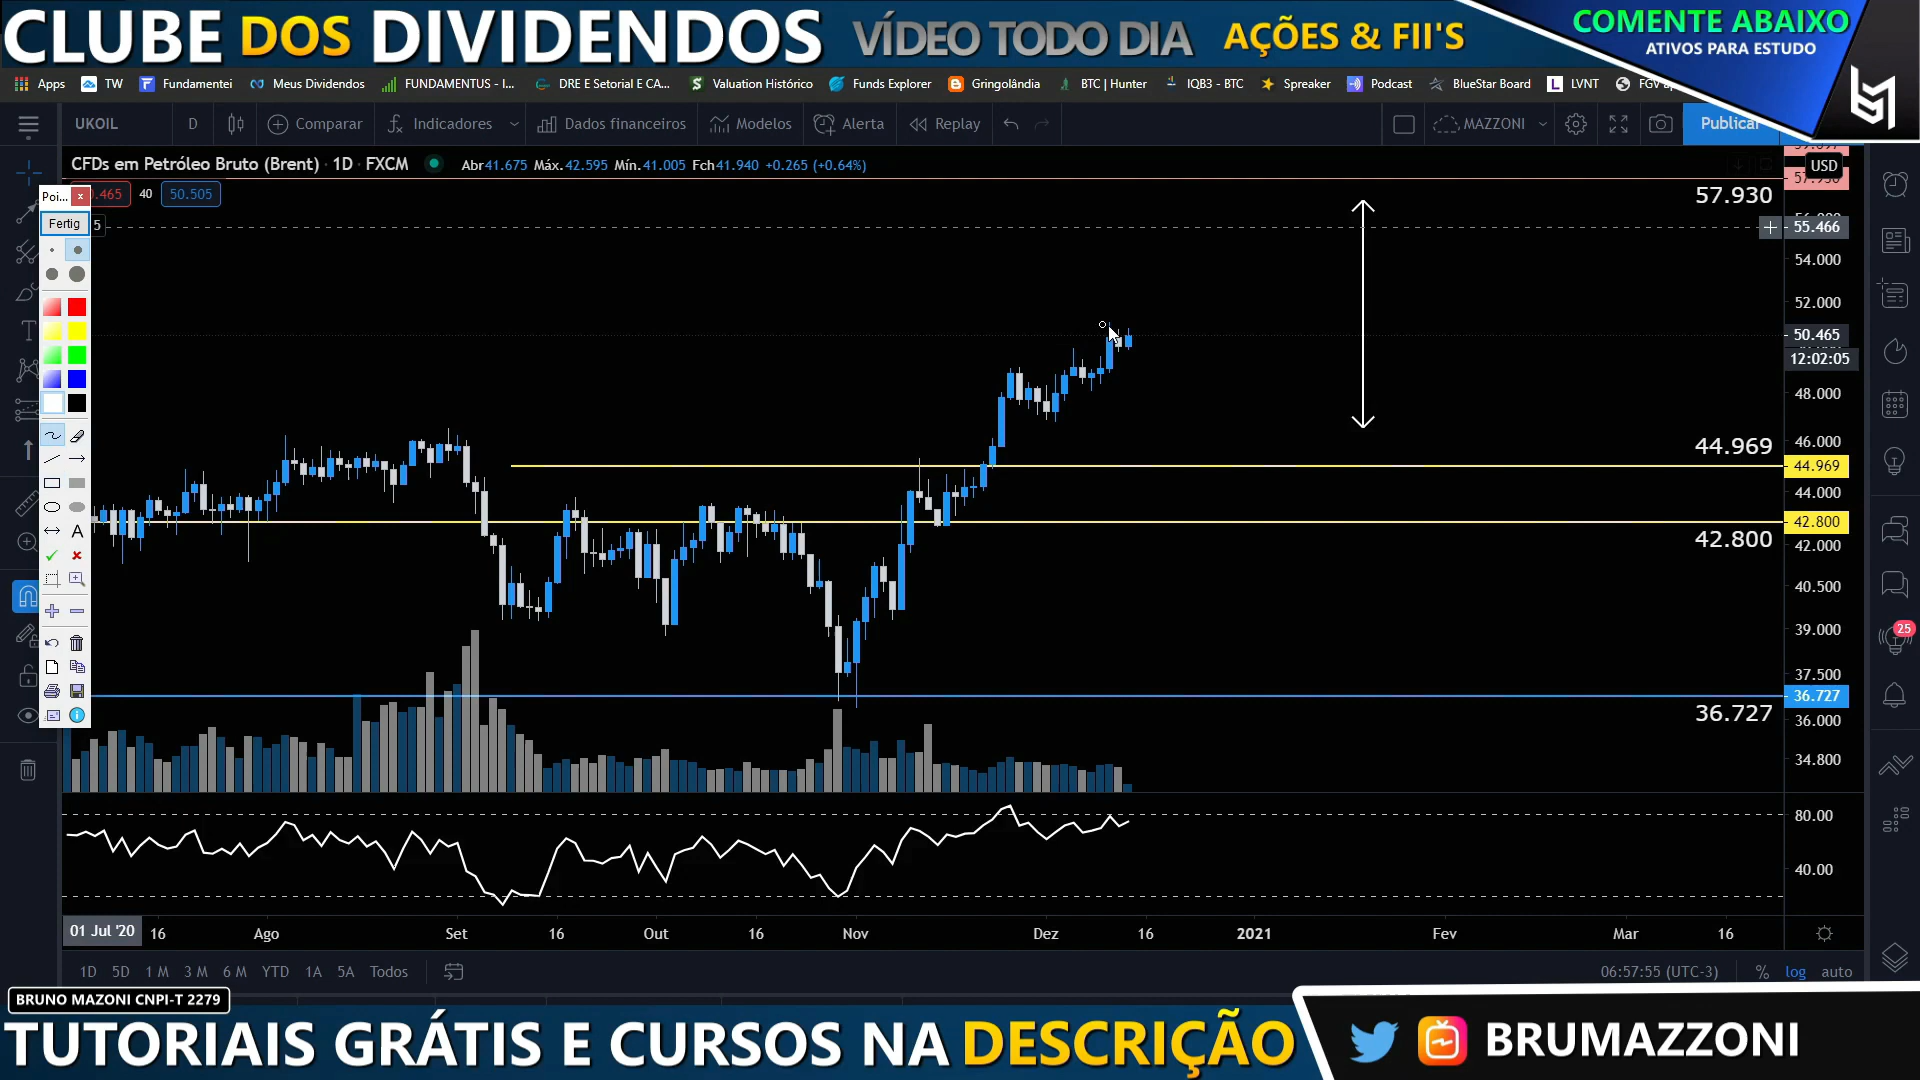 CLUBE DOS DIVIDENDOS VÍDEO TODO DIA AÇÕES & FII'S
COMENTE ABAIXO
ATIVOS PARA ESTUDO
Apps TW Fundamentei Meus Dividendos FUNDAMENTUS - I... DRE E Setorial E CA... Valuation Histórico Funds Explorer Gringolândia BTC | Hunter IQB3 - BTC Spreaker Podcast BlueStar Board LVNT FGV
UKOIL D Comparar Indicadores Dados financeiros Modelos Alerta Replay MAZZONI Publicar
CFDs em Petróleo Bruto (Brent) · 1D · FXCM Abr41.675 Máx.42.595 Mín.41.005 Fch41.940 +0.265 (+0.64%)
USD
Poi... x
.465 40 50.505
57.930
Fertig 5
55.466
54.000
52.000
50.465
12:02:05
48.000
46.000
44.969
44.969
44.000
42.800
42.800
42.000
40.500
39.000
37.500
36.727
36.727
36.000
34.800
80.00
40.00
A
25
01 Jul '20 16 Ago Set 16 Out 16 Nov Dez 16 2021 Fev Mar 16
1D 5D 1M 3M 6M YTD 1A 5A Todos 06:57:55 (UTC-3) % log auto
BRUNO MAZONI CNPI-T 2279
TUTORIAIS GRÁTIS E CURSOS NA DESCRIÇÃO
BRUMAZZONI